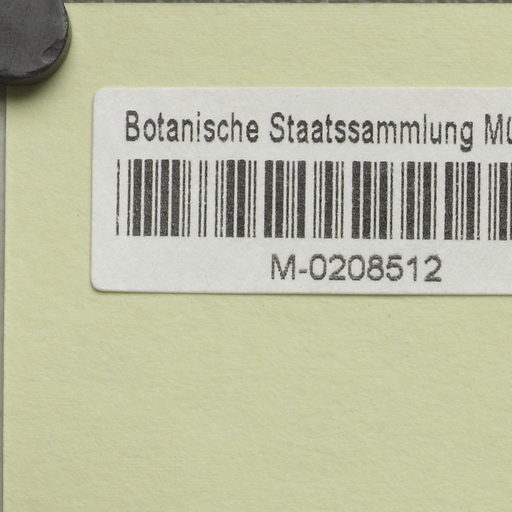 Botanische Staatssammlung Mü
M-0208512